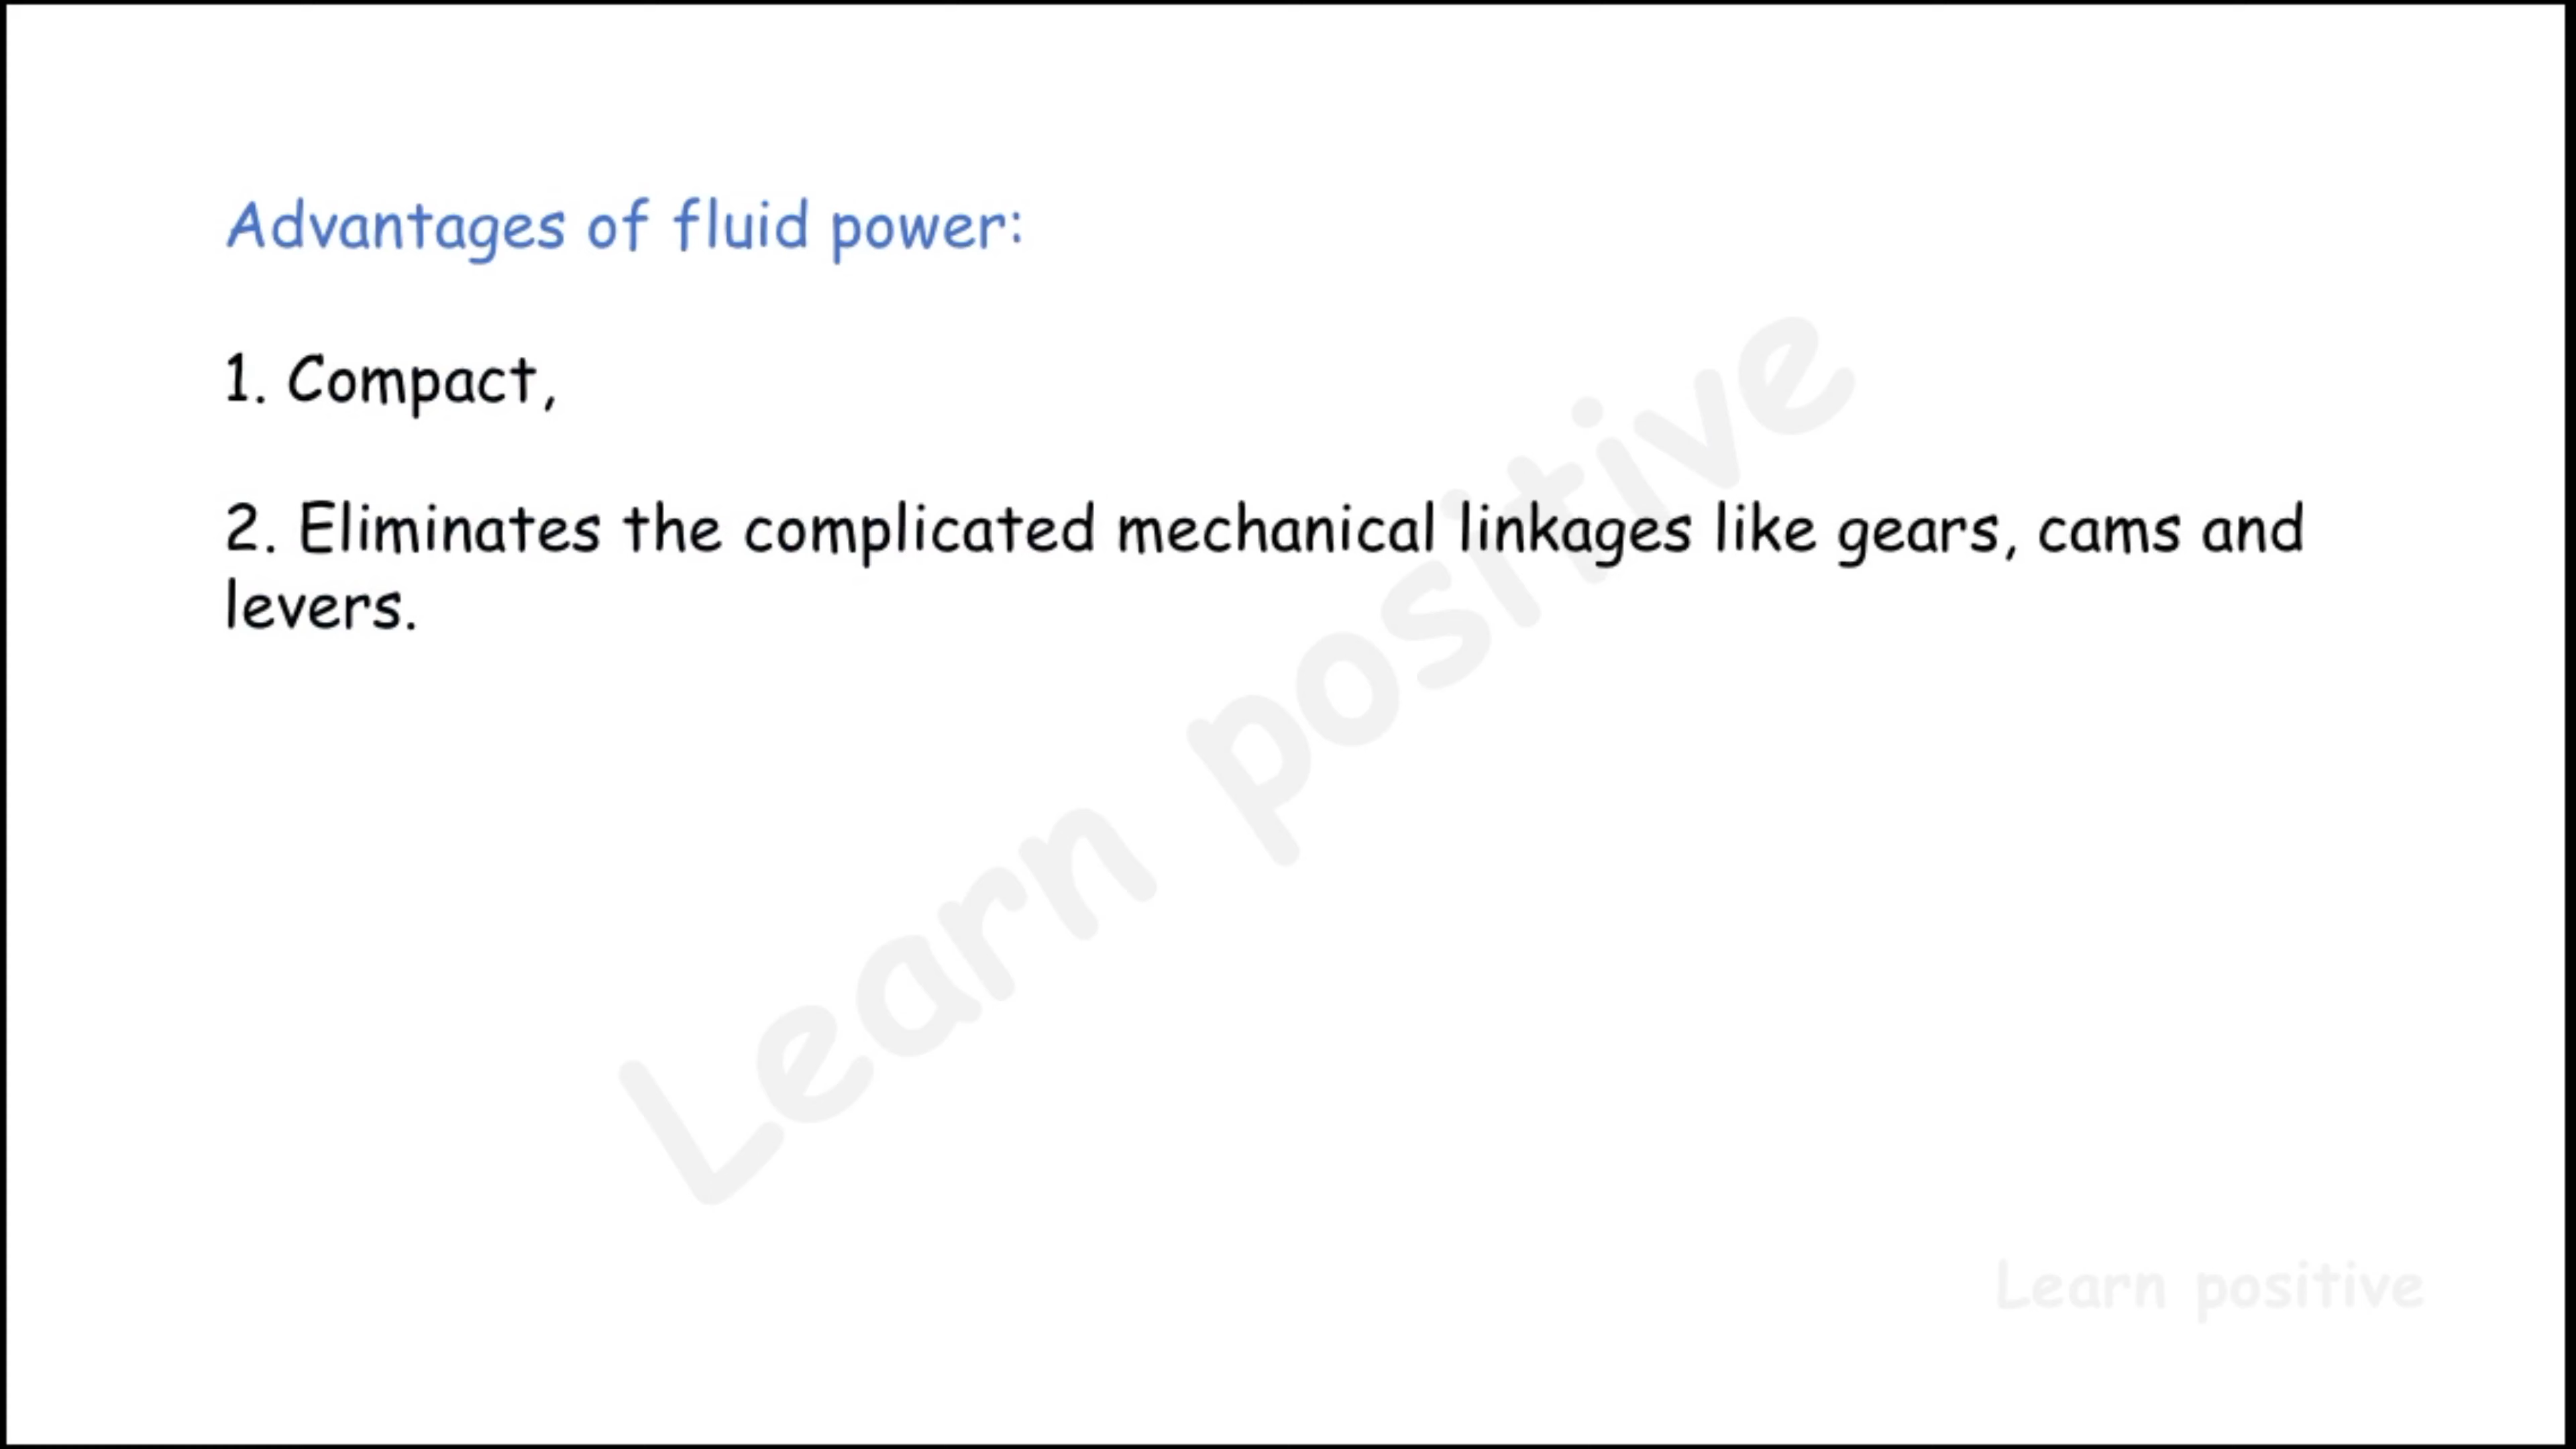 Advantages of fluid power:
1. Compact,
2. Eliminates the complicated mechanical linkages like gears, cams and
levers.
Learn positive
Learn positive